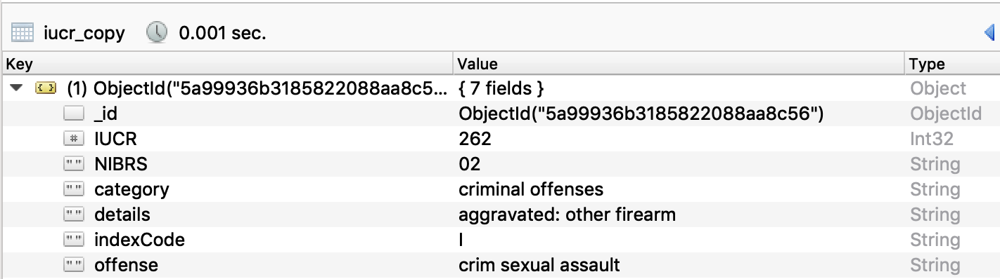 iucr_copy 0.001 sec.
Key Value Type
(1) ObjectId("5a99936b3185822088aa8c5... { 7 fields } Object
_id ObjectId("5a99936b3185822088aa8c56") ObjectId
# IUCR 262 Int32
"" NIBRS 02 String
"" category criminal offenses String
"" details aggravated: other firearm String
"" indexCode I String
"" offense crim sexual assault String